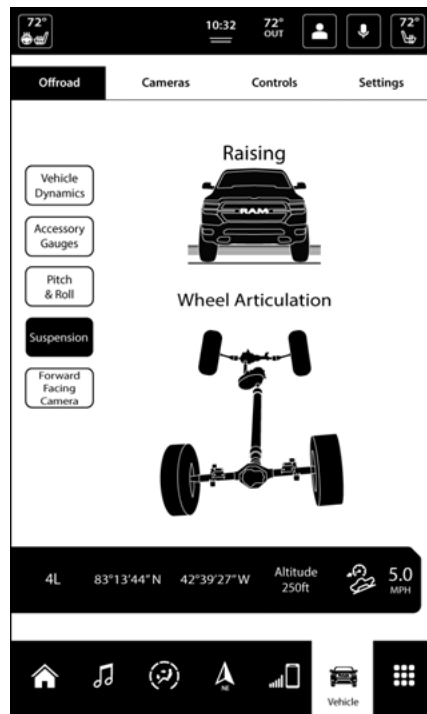 72°
10:32
72°
OUT
72°
Offroad
Cameras
Controls
Settings
Raising
RAM
Vehicle
Dynamics
Accessory
Gauges
Pitch
& Roll
Wheel Articulation
Suspension
Forward
Facing
Camera
4L
83°13'44"N
42°39'27"W
Altitude
250ft
5.0
MPH
NE
Vehicle